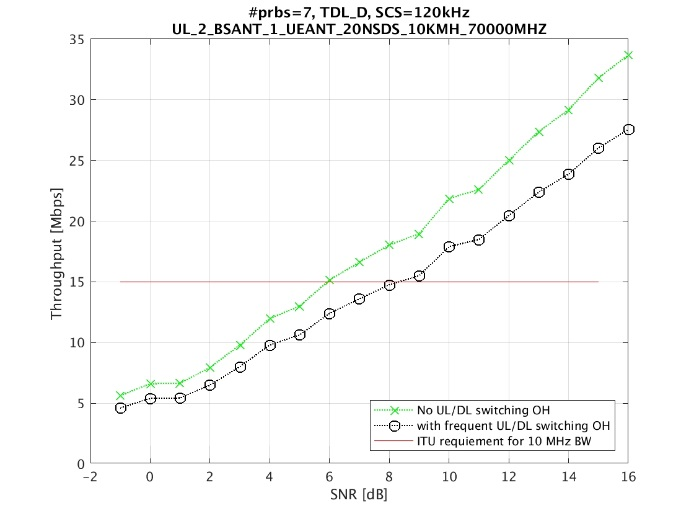 #prbs=7, TDL_D, SCS=120kHz
UL_2_BSANT_1_UEANT_20NSDS_10KMH_70000MHZ
35
30
25
20
15
10
5
0
Throughput [Mbps]
-2
0
2
4
6
8
10
12
14
16
SNR [dB]
No UL/DL switching OH
with frequent UL/DL switching OH
ITU requiement for 10 MHz BW